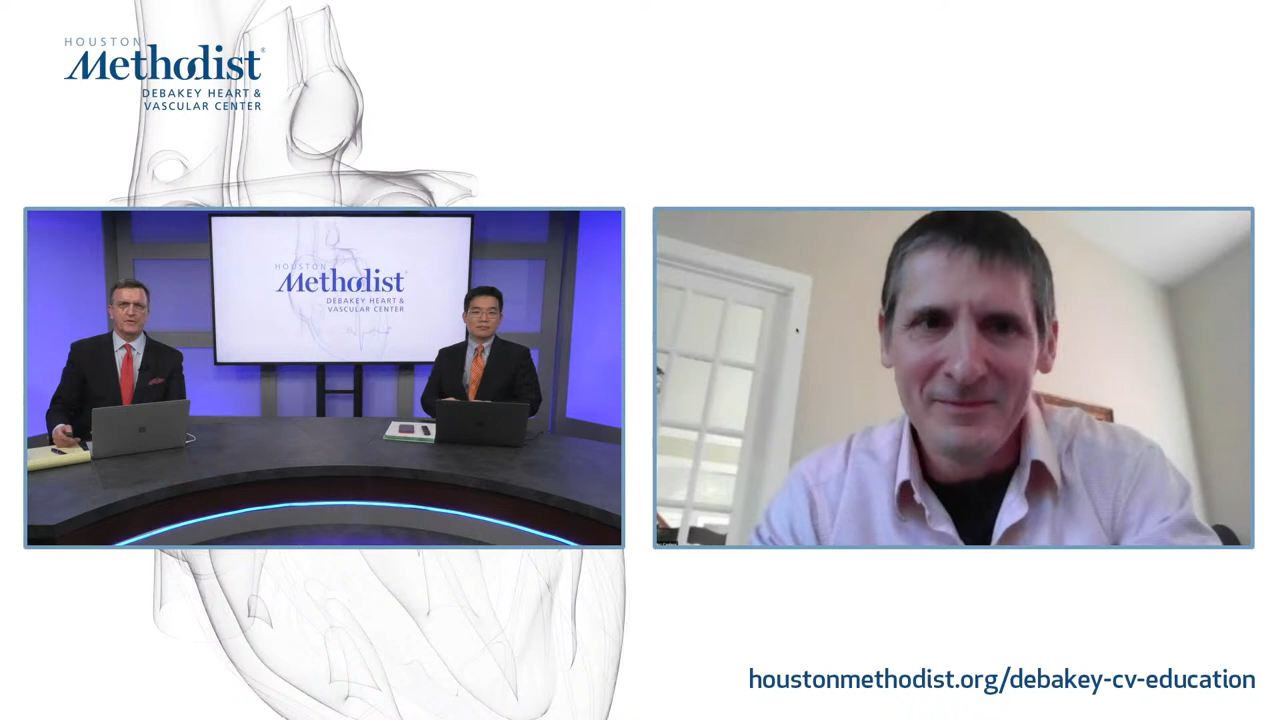 HOUSTON
Methodist®
DEBAKEY HEART &
VASCULAR CENTER
HOUSTON
Methodist
DEBAKEY HEART &
VASCULAR CENTER
houstonmethodist.org/debakey-cv-education